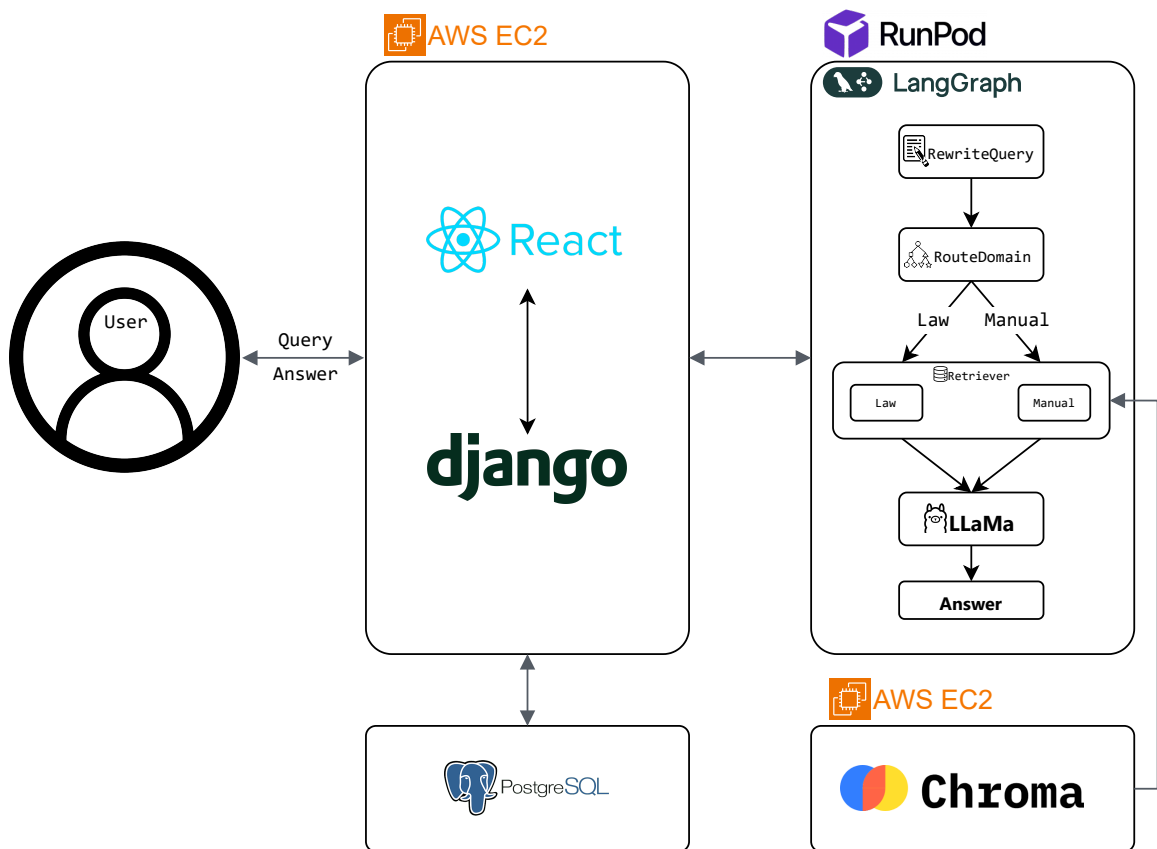 AWS EC2
RunPod
LangGraph
RewriteQuery
React
RouteDomain
User
Query
Answer
Law
Manual
Retriever
Law
Manual
django
LLaMa
Answer
AWS EC2
PostgreSQL
Chroma